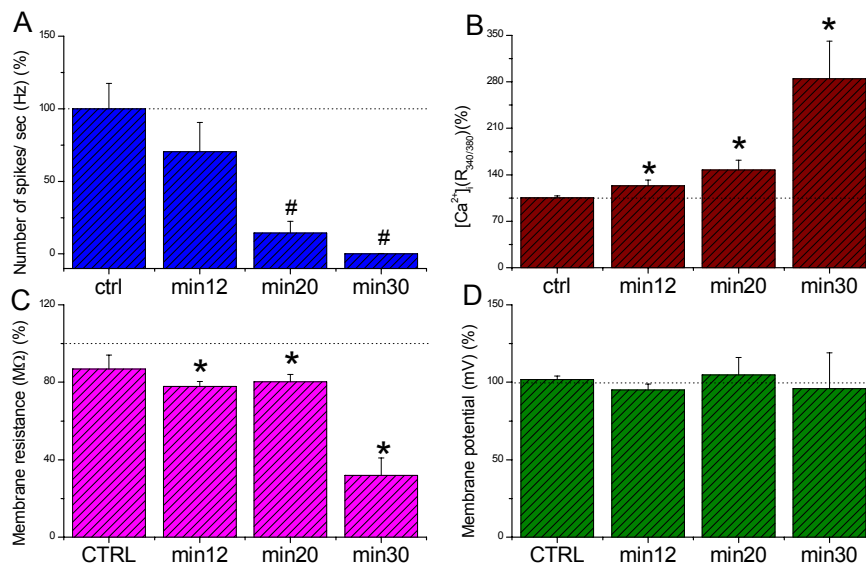 A
Number of spikes/ sec (Hz) (%)
150
100
50
0
#
#
ctrl
min12
min20
min30
B
[Ca²⁺]ᵢ(R₃₄₀/₃₈₀)(%)
350
280
210
140
70
0
*
*
*
ctrl
min12
min20
min30
C
Membrane resistance (MΩ) (%)
120
80
40
0
*
*
*
CTRL
min12
min20
min30
D
Membrane potential (mV) (%)
150
100
50
0
CTRL
min12
min20
min30